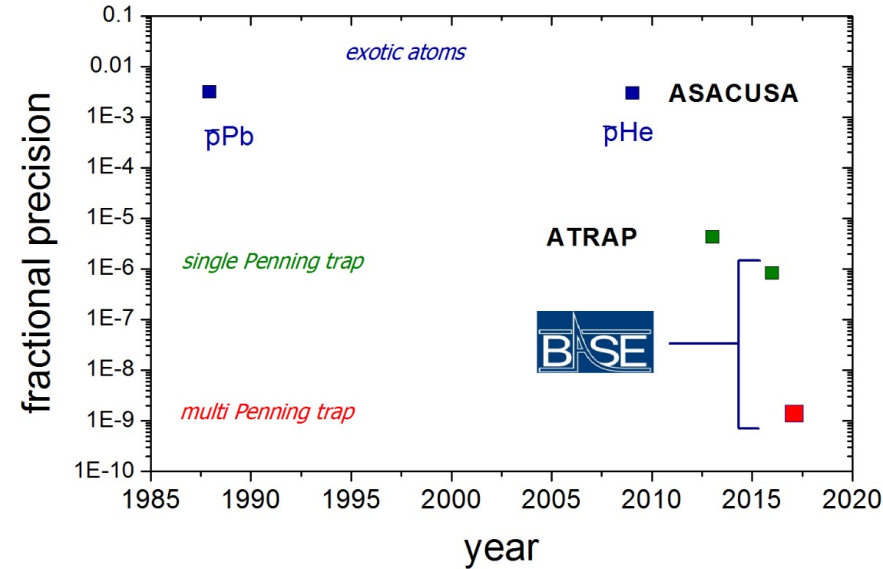 fractional precision
0.1
0.01
1E-3
1E-4
1E-5
1E-6
1E-7
1E-8
1E-9
1E-10
exotic atoms
ASACUSA
p̅Pb
p̅He
ATRAP
single Penning trap
BASE
multi Penning trap
1985 1990 1995 2000 2005 2010 2015 2020
year